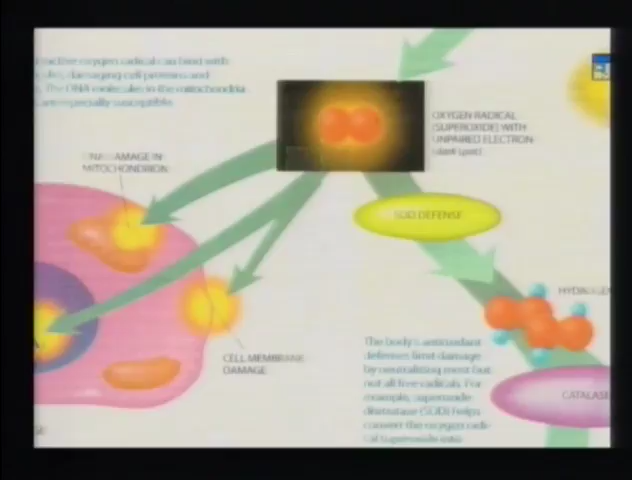 active oxygen radicals can bind with
damaging cell proteins and
The DNA molecules in the mitochondria
are especially susceptible
OXYGEN RADICAL
(SUPEROXIDE) WITH
UNPAIRED ELECTRON
DAMAGE IN
MITOCHONDRION
SOD DEFENSE
CELL MEMBRANE
DAMAGE
The body's antioxidant
defenses limit damage
by neutralizing most but
not all free radicals. For
example, superoxide
dismutase (SOD) helps
convert the oxygen radi-
cal superoxide into
CATALASE